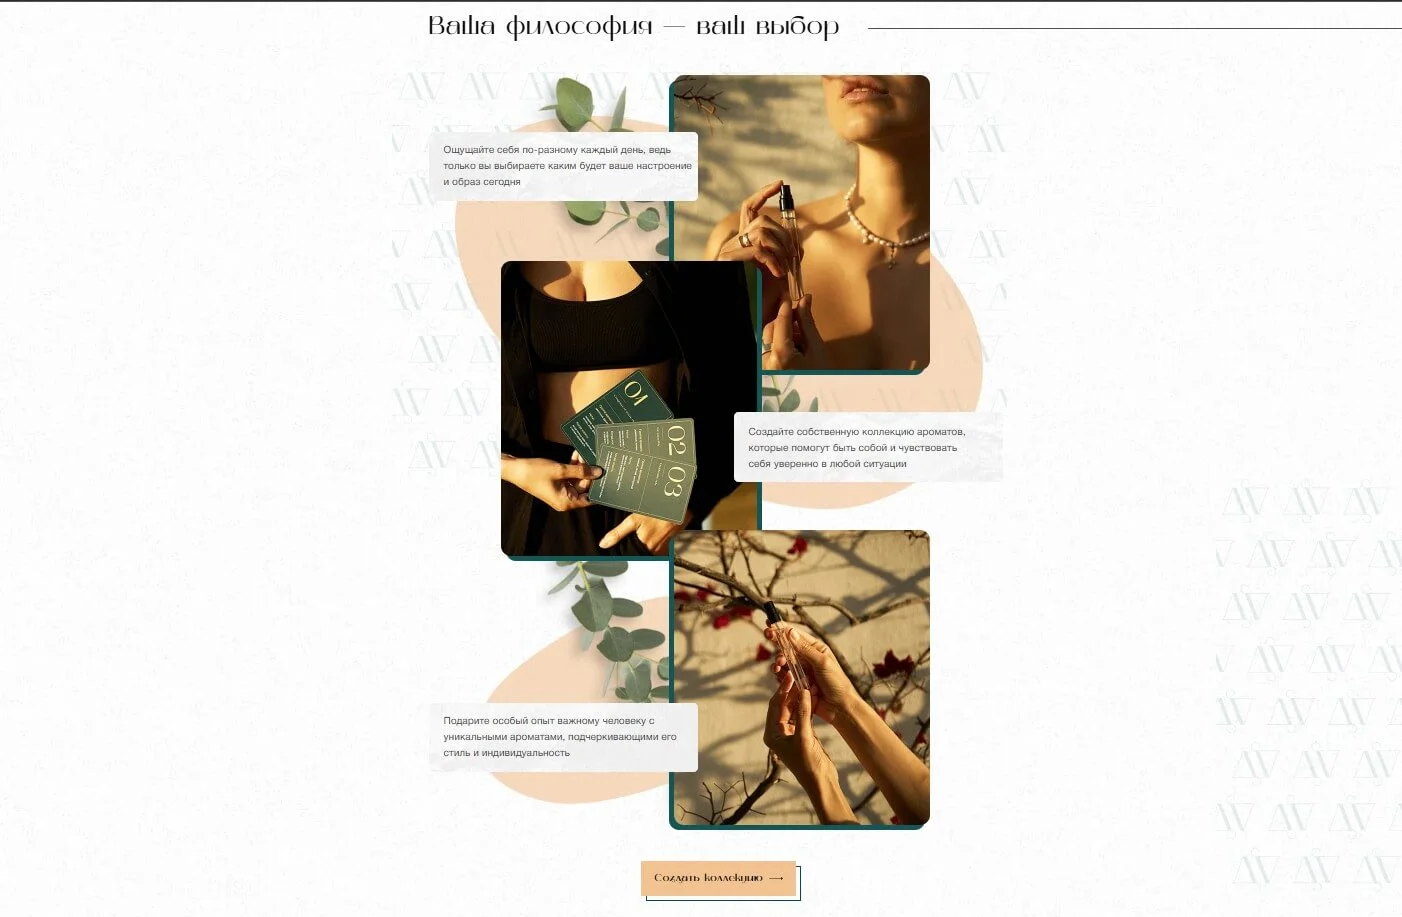 Ваша философия — ваш выбор
Ощущайте себя по-разному каждый день, ведь
только вы выбираете каким будет ваше настроение
и образ сегодня
01
02
03
Создайте собственную коллекцию ароматов,
которые помогут быть собой и чувствовать
себя уверенно в любой ситуации
Подарите особый опыт важному человеку с
уникальными ароматами, подчеркивающими его
стиль и индивидуальность
Создать коллекцию →